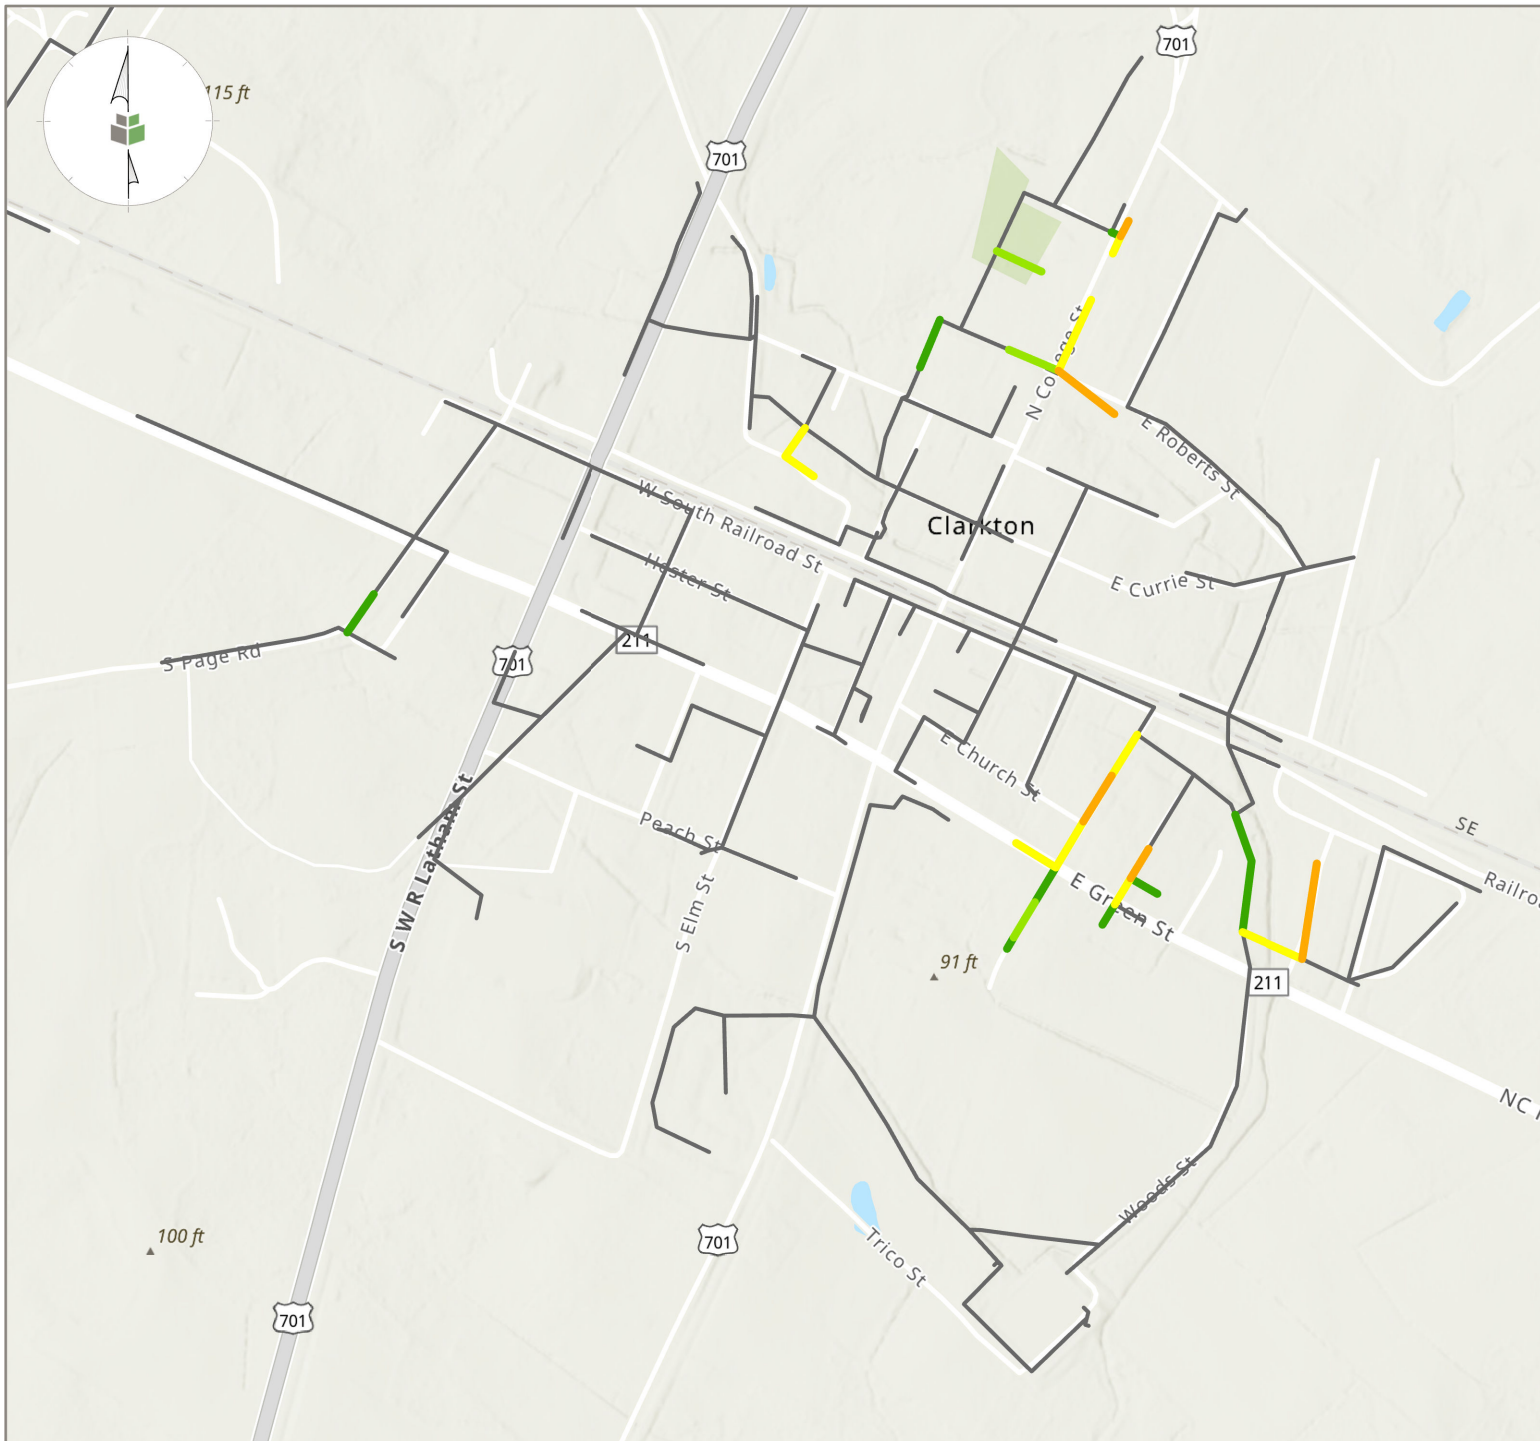 701
115 ft
701
N College St
E Roberts St
W South Railroad St
Clarkton
Hester St
E Currie St
211
S Page Rd
701
E Church St
S W R Latham St
Peach St
SE
E Green St
Railro
S Elm St
91 ft
211
NC
Woods St
100 ft
701
Trico St
701